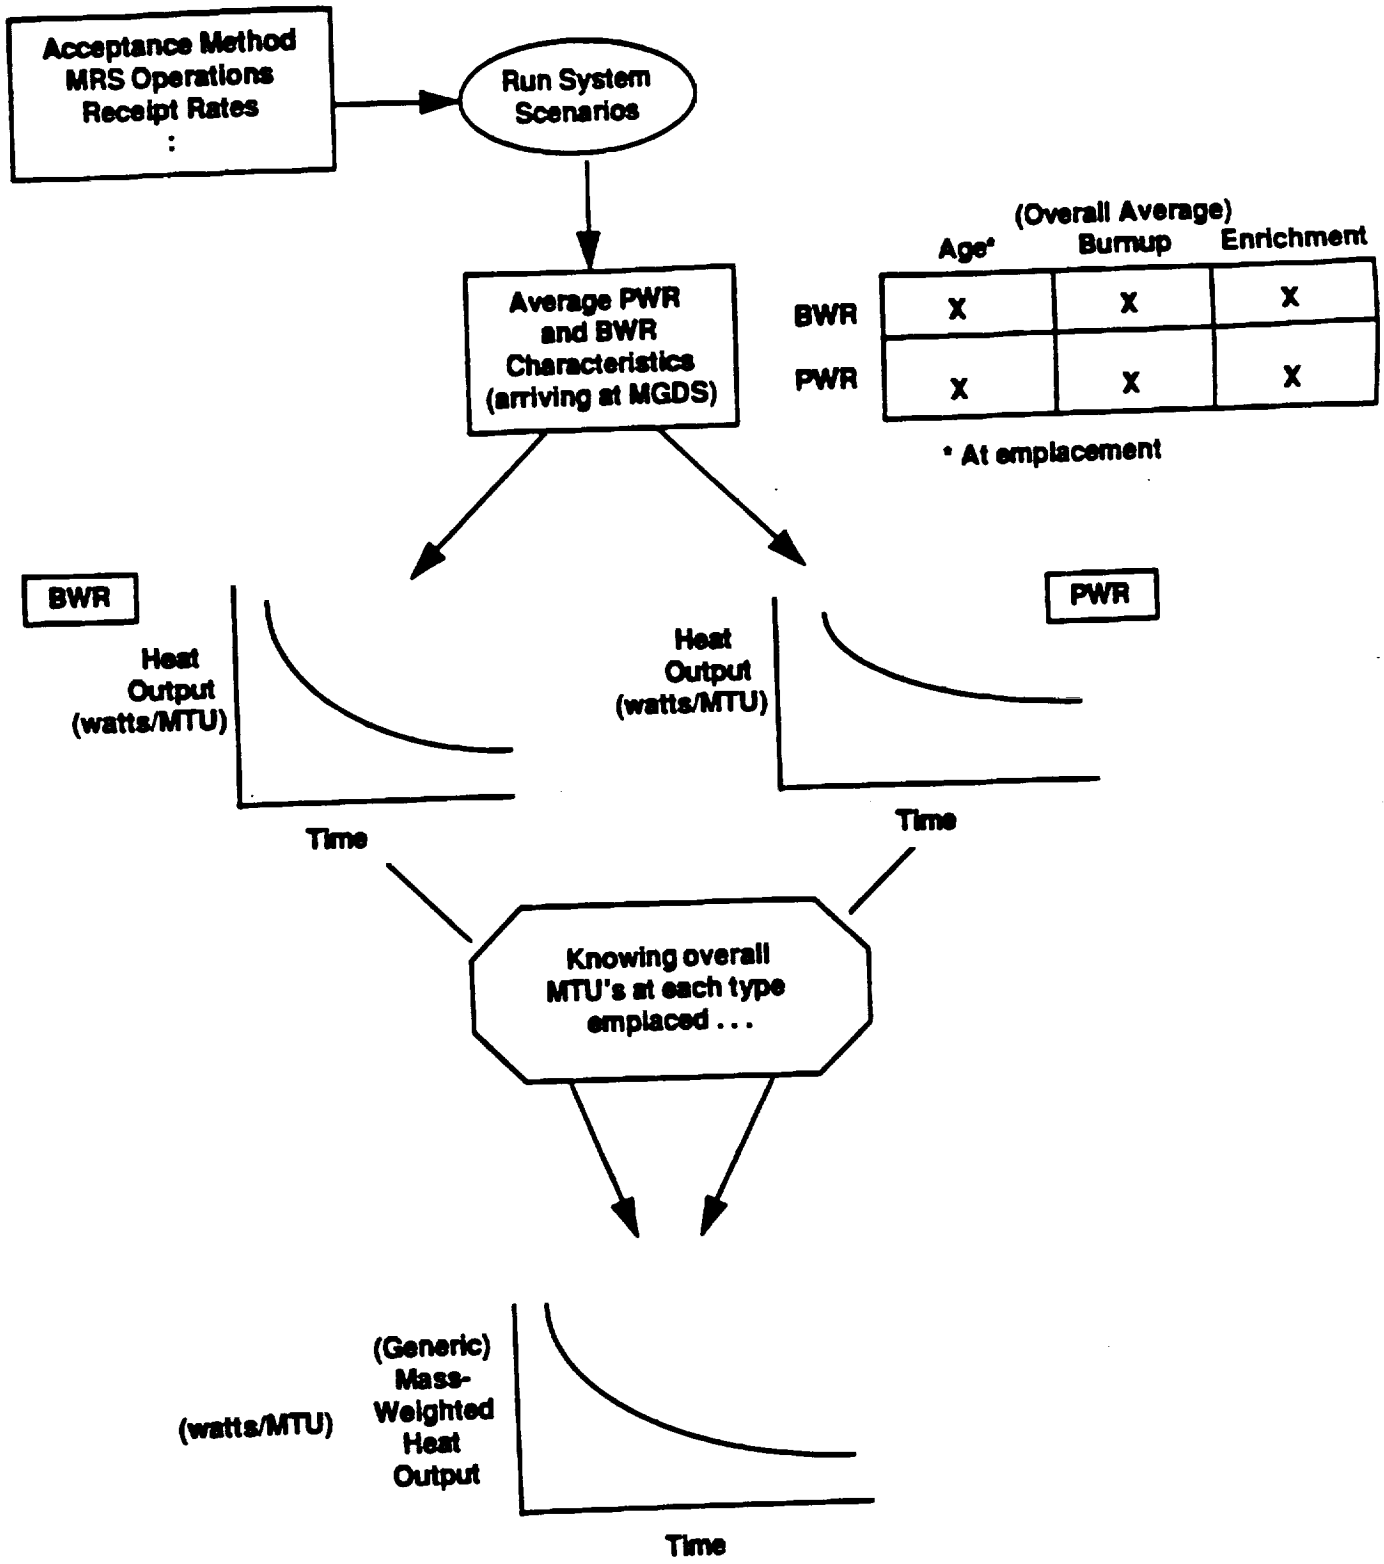 Acceptance Method
MRS Operations
Receipt Rates
:
Run System
Scenarios
Average PWR
and BWR
Characteristics
(arriving at MGDS)
(Overall Average)
Age* Burnup Enrichment
BWR X X X
PWR X X X
* At emplacement
BWR
Heat
Output
(watts/MTU)
Time
PWR
Heat
Output
(watts/MTU)
Time
Knowing overall
MTU's at each type
emplaced . . .
(Generic)
Mass-
Weighted
Heat
Output
(watts/MTU)
Time